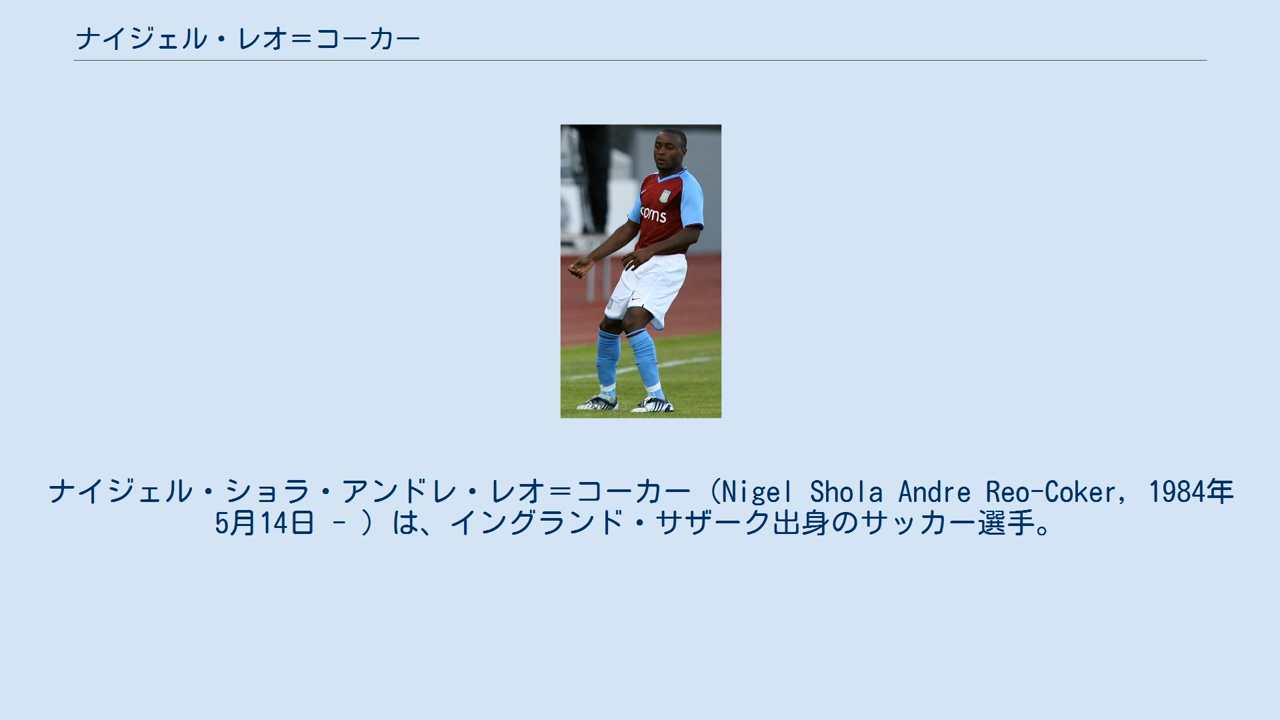 ナイジェル・レオ＝コーカー
coms
ナイジェル・ショラ・アンドレ・レオ＝コーカー（Nigel Shola Andre Reo-Coker, 1984年
5月14日 - ）は、イングランド・サザーク出身のサッカー選手。